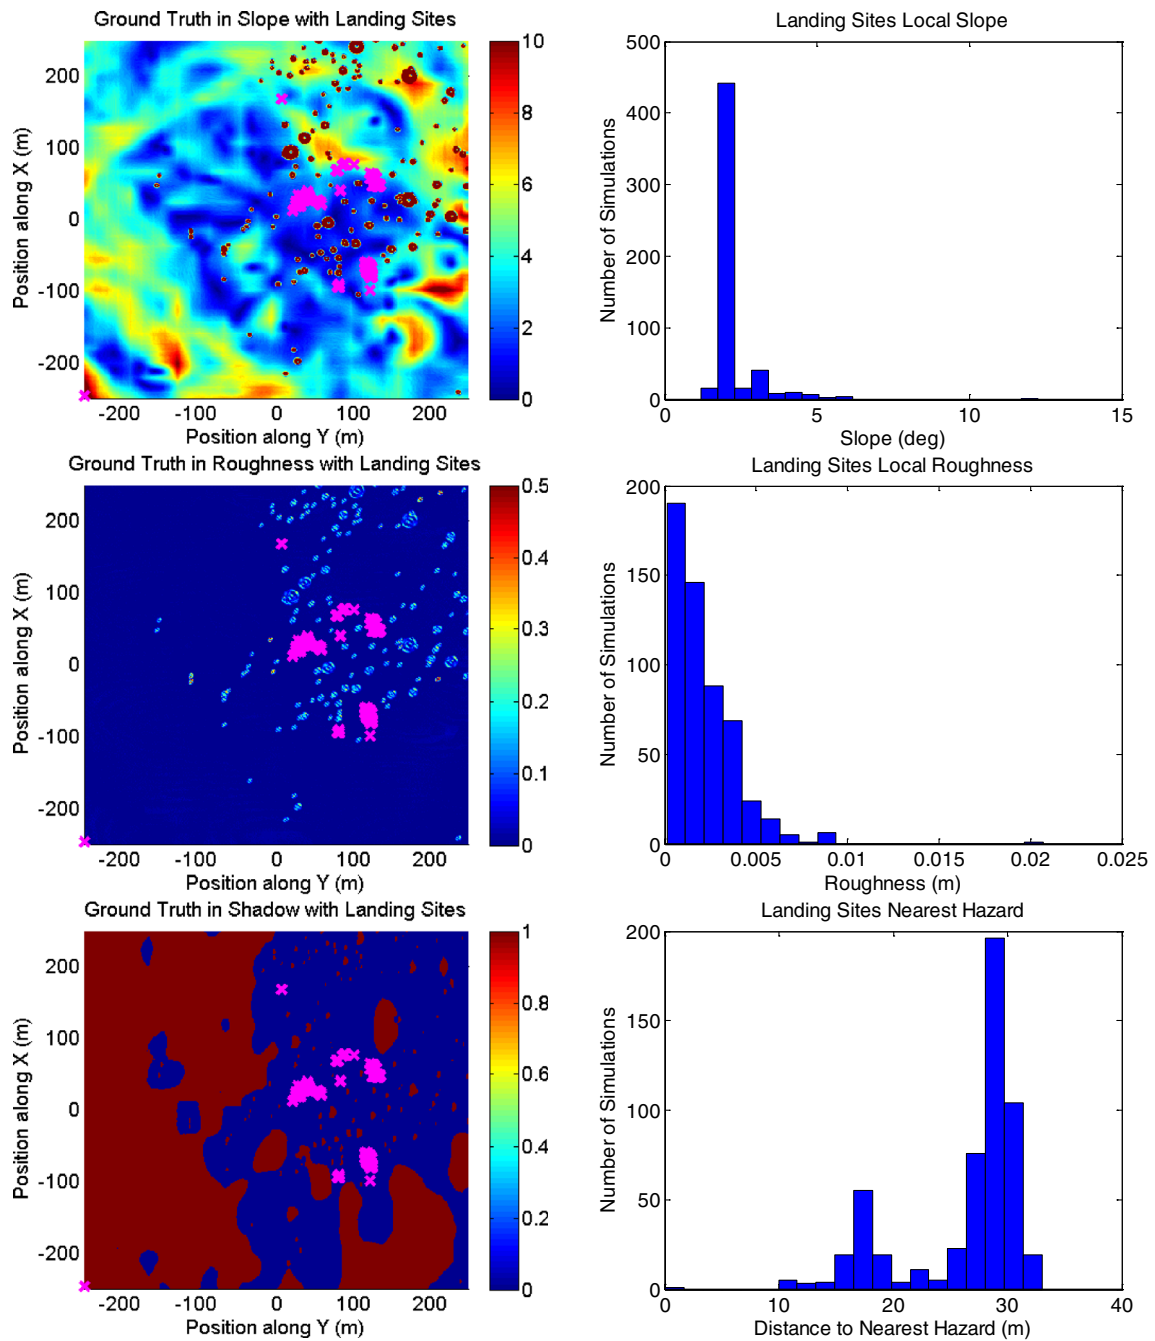 Ground Truth in Slope with Landing Sites
Position along X (m)
200
100
0
-100
-200
-200 -100 0 100 200
Position along Y (m)
10
8
6
4
2
0
Landing Sites Local Slope
Number of Simulations
500
400
300
200
100
0
0 5 10 15
Slope (deg)
Ground Truth in Roughness with Landing Sites
Position along X (m)
200
100
0
-100
-200
-200 -100 0 100 200
Position along Y (m)
0.5
0.4
0.3
0.2
0.1
0
Landing Sites Local Roughness
Number of Simulations
200
150
100
50
0
0 0.005 0.01 0.015 0.02 0.025
Roughness (m)
Ground Truth in Shadow with Landing Sites
Position along X (m)
200
100
0
-100
-200
-200 -100 0 100 200
Position along Y (m)
1
0.8
0.6
0.4
0.2
0
Landing Sites Nearest Hazard
Number of Simulations
200
150
100
50
0
0 10 20 30 40
Distance to Nearest Hazard (m)